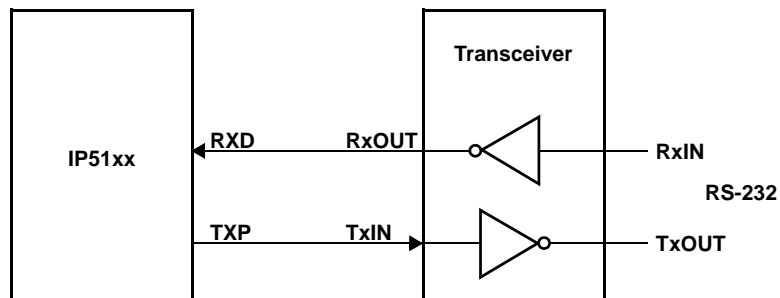 Transceiver
IP51xx
RXD
RxOUT
RxIN
RS-232
TXP
TxIN
TxOUT